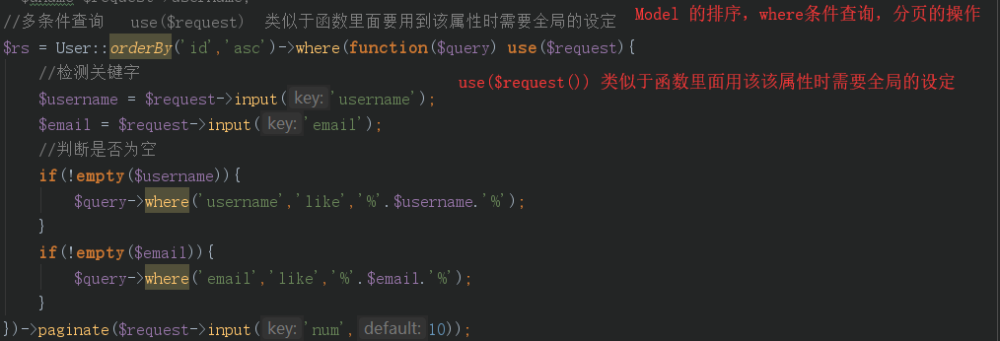 //多条件查询   use($request)  类似于函数里面要用到该属性时需要全局的设定
Model 的排序，where条件查询，分页的操作
$rs = User::orderBy('id','asc')->where(function($query) use($request){
//检测关键字
use($request()) 类似于函数里面用该该属性时需要全局的设定
$username = $request->input( key: 'username');
$email = $request->input( key: 'email');
//判断是否为空
if(!empty($username)){
$query->where('username','like','%'.$username.'%');
}
if(!empty($email)){
$query->where('email','like','%'.$email.'%');
}
})->paginate($request->input( key: 'num', default: 10));